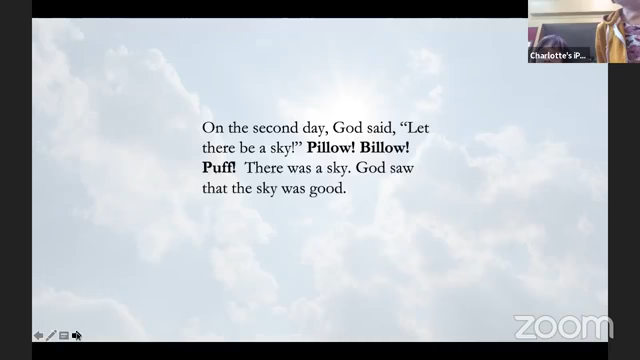 Charlotte's iP...
On the second day, God said, “Let
there be a sky!” Pillow! Billow!
Puff! There was a sky. God saw
that the sky was good.
zoom